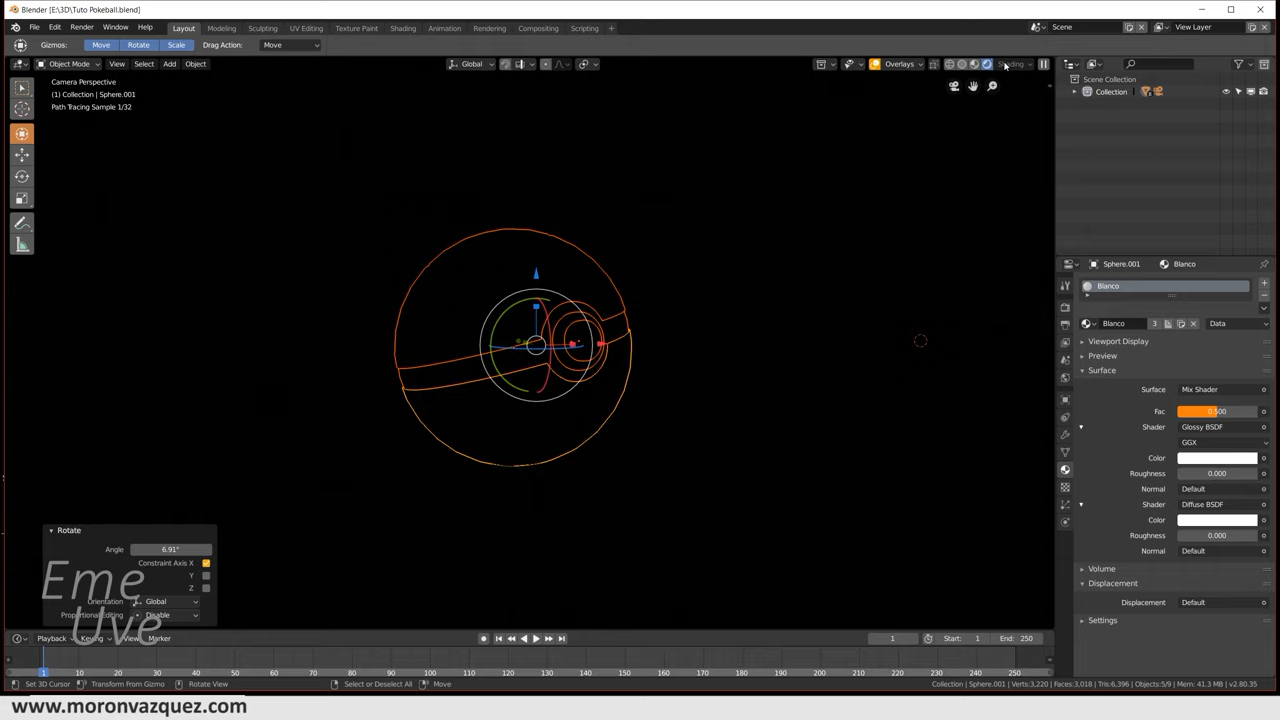 Blender [E:\3D\Tuto Pokeball.blend]
File Edit Render Window Help Layout Modeling Sculpting UV Editing Texture Paint Shading Animation Rendering Compositing Scripting + Scene View Layer
Gizmos: Move Rotate Scale Drag Action: Move
Object Mode View Select Add Object Global Overlays Shading
Camera Perspective
(1) Collection | Sphere.001
Path Tracing Sample 1/32
Scene Collection
Collection
Sphere.001 Blanco
Blanco
Blanco 3 Data
Viewport Display
Preview
Surface
Surface Mix Shader
Fac 0.500
Shader Glossy BSDF
GGX
Color
Roughness 0.000
Normal Default
Shader Diffuse BSDF
Color
Roughness 0.000
Normal Default
Volume
Displacement
Displacement Default
Settings
Rotate
Angle 6.91°
Constraint Axis X
Y
Z
Orientation Global
Proportional Editing Disable
Eme
Uve
Playback Keying View Marker 1 Start: 1 End: 250
1 10 20 30 40 50 60 70 80 90 100 110 120 130 140 150 160 170 180 190 200 210 220 230 240 250
Set 3D Cursor Transform From Gizmo Rotate View Select or Deselect All Move Collection | Sphere.001 | Verts:3,220 | Faces:3,018 | Tris:6,396 | Objects:5/9 | Mem: 41.3 MB | v2.80.35
www.moronvazquez.com